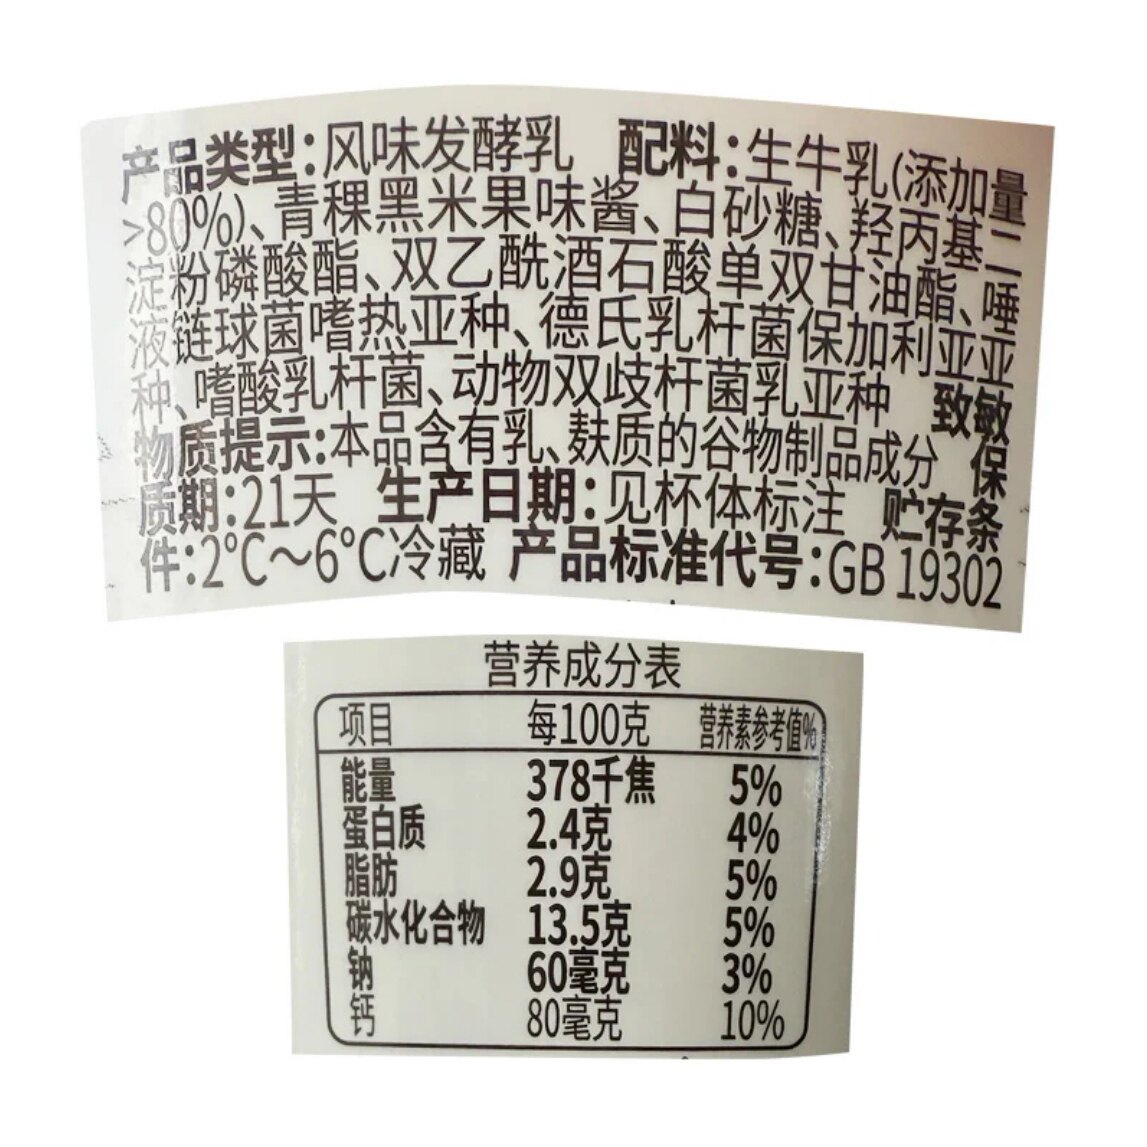 产品类型:风味发酵乳 配料:生牛乳(添加量
>80%)、青稞黑米果味酱、白砂糖、羟丙基二
淀粉磷酸酯、双乙酰酒石酸单双甘油酯、唾
液链球菌嗜热亚种、德氏乳杆菌保加利亚亚
种、嗜酸乳杆菌、动物双歧杆菌乳亚种 致敏
物质提示:本品含有乳、麸质的谷物制品成分 保
质期:21天 生产日期:见杯体标注 贮存条
件:2℃～6℃冷藏 产品标准代号:GB 19302
营养成分表
项目 每100克 营养素参考值%
能量 378千焦 5%
蛋白质 2.4克 4%
脂肪 2.9克 5%
碳水化合物 13.5克 5%
钠 60毫克 3%
钙 80毫克 10%